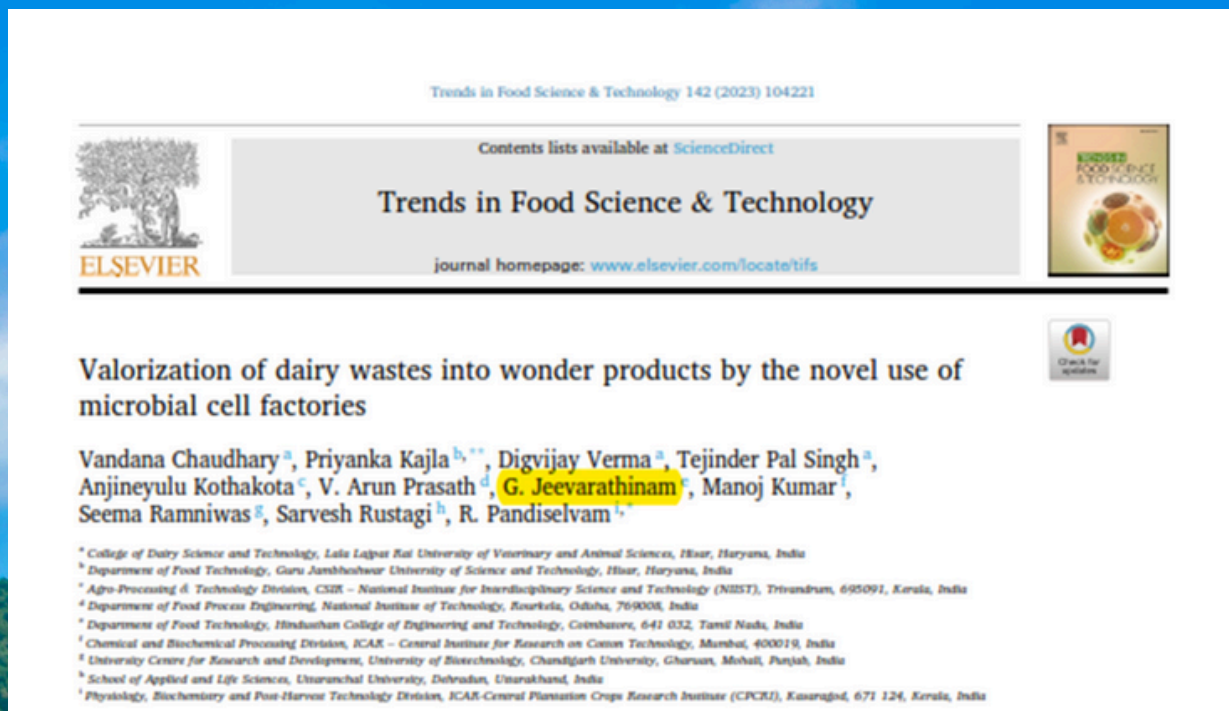 Trends in Food Science & Technology 142 (2023) 104221
Contents lists available at ScienceDirect
Trends in Food Science & Technology
journal homepage: www.elsevier.com/locate/tifs
ELSEVIER
TRENDS IN
FOOD SCIENCE
& TECHNOLOGY
Check for
updates
Valorization of dairy wastes into wonder products by the novel use of
microbial cell factories
Vandana Chaudhary a, Priyanka Kajla b, **, Digvijay Verma a, Tejinder Pal Singh a,
Anjineyulu Kothakota c, V. Arun Prasath d, G. Jeevarathinam e, Manoj Kumar f,
Seema Ramniwas g, Sarvesh Rustagi h, R. Pandiselvam i, *
a College of Dairy Science and Technology, Lala Lajpat Rai University of Veterinary and Animal Sciences, Hisar, Haryana, India
b Department of Food Technology, Guru Jambheshwar University of Science and Technology, Hisar, Haryana, India
c Agro-Processing & Technology Division, CSIR – National Institute for Interdisciplinary Science and Technology (NIIST), Trivandrum, 695091, Kerala, India
d Department of Food Process Engineering, National Institute of Technology, Rourkela, Odisha, 769008, India
e Department of Food Technology, Hindusthan College of Engineering and Technology, Coimbatore, 641 032, Tamil Nadu, India
f Chemical and Biochemical Processing Division, ICAR – Central Institute for Research on Cotton Technology, Mumbai, 400019, India
g University Centre for Research and Development, University of Biotechnology, Chandigarh University, Gharuan, Mohali, Punjab, India
h School of Applied and Life Sciences, Uttaranchal University, Dehradun, Uttarakhand, India
i Physiology, Biochemistry and Post-Harvest Technology Division, ICAR-Central Plantation Crops Research Institute (CPCRI), Kasaragod, 671 124, Kerala, India